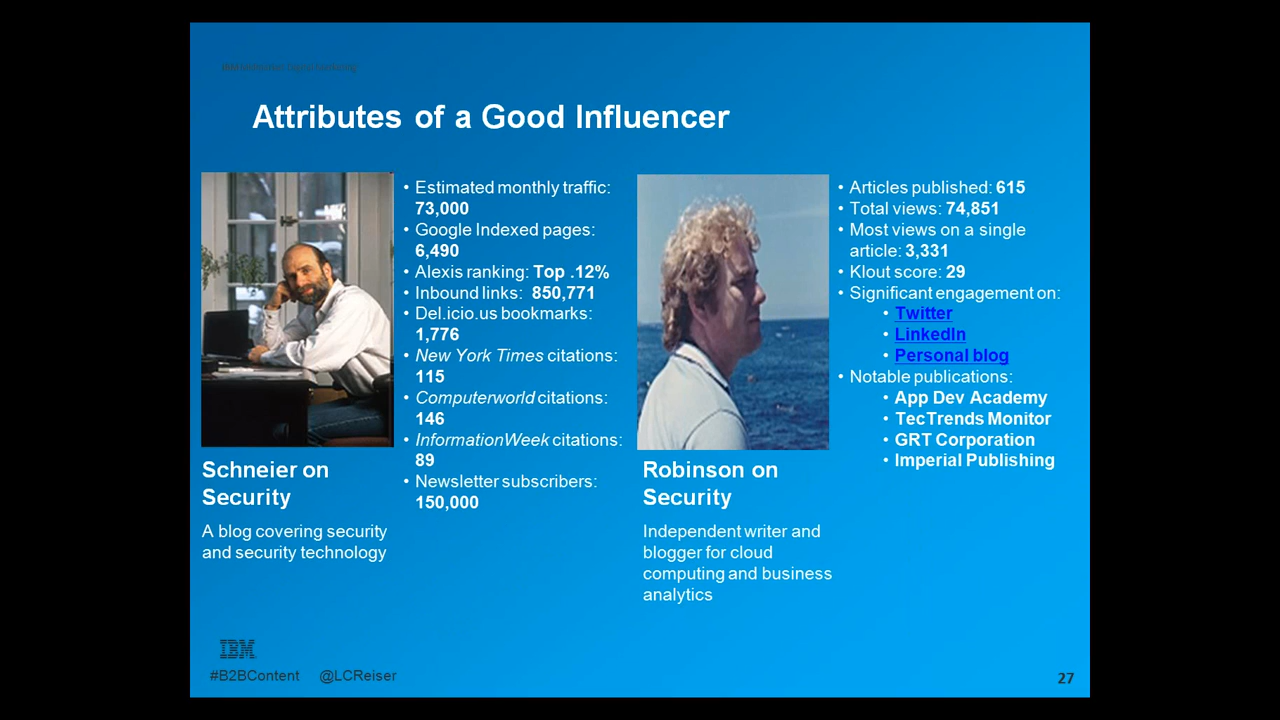 Attributes of a Good Influencer
• Estimated monthly traffic:
73,000
• Google Indexed pages:
6,490
• Alexis ranking: Top .12%
• Inbound links: 850,771
• Del.icio.us bookmarks:
1,776
• New York Times citations:
115
• Computerworld citations:
146
• InformationWeek citations:
89
• Newsletter subscribers:
150,000
Schneier on
Security
A blog covering security
and security technology
• Articles published: 615
• Total views: 74,851
• Most views on a single
article: 3,331
• Klout score: 29
• Significant engagement on:
• Twitter
• LinkedIn
• Personal blog
• Notable publications:
• App Dev Academy
• TecTrends Monitor
• GRT Corporation
• Imperial Publishing
Robinson on
Security
Independent writer and
blogger for cloud
computing and business
analytics
IBM
#B2BContent @LCReiser
27